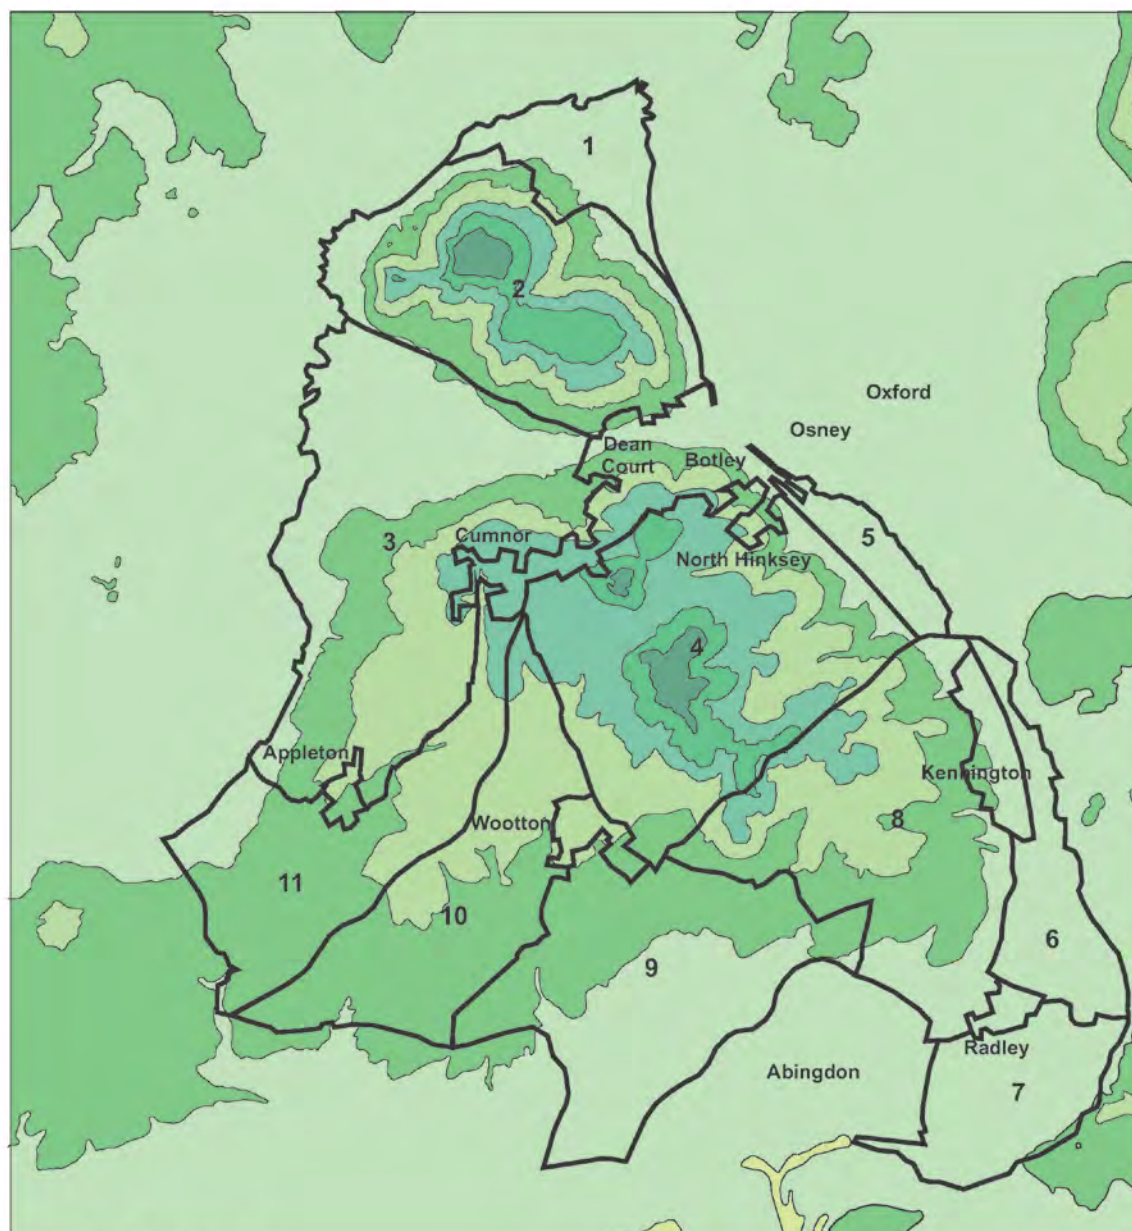 1
2
Oxford
Osney
Dean
Court
Botley
5
3
Cumnor
North Hinksey
4
Appleton
Kennington
Wootton
8
11
10
6
9
Radley
Abingdon
7